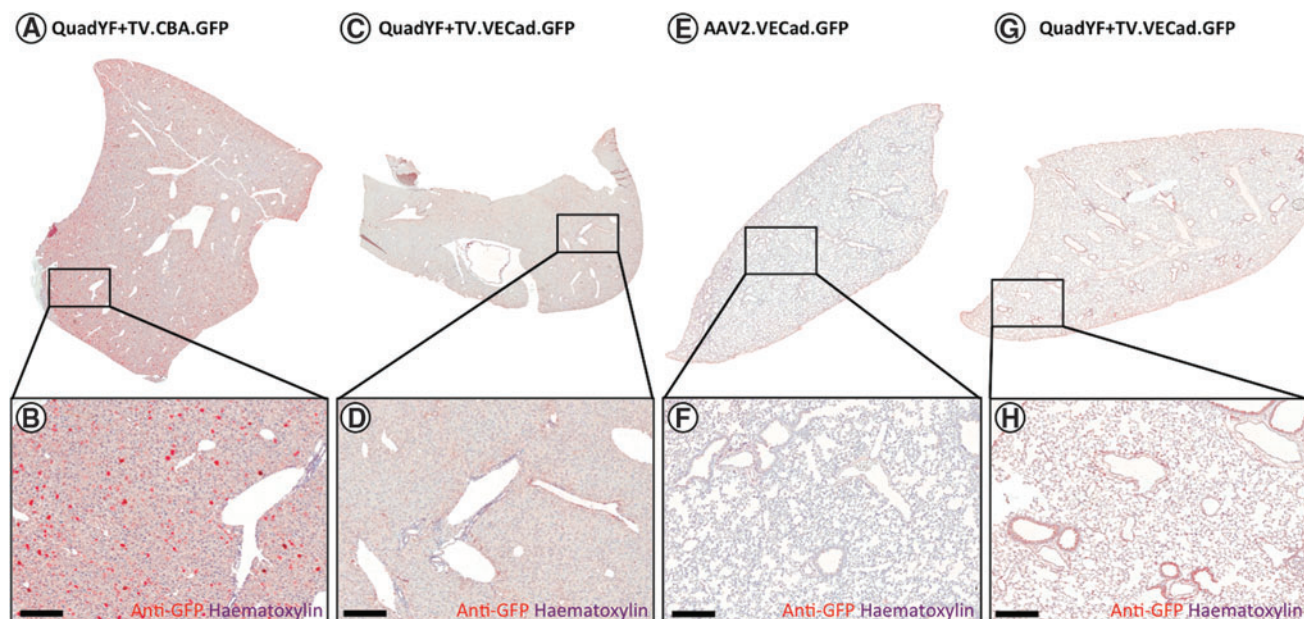 A QuadYF+TV.CBA.GFP
C QuadYF+TV.VECad.GFP
E AAV2.VECad.GFP
G QuadYF+TV.VECad.GFP
B
D
F
H
Anti-GFP Haematoxylin
Anti-GFP Haematoxylin
Anti-GFP Haematoxylin
Anti-GFP Haematoxylin